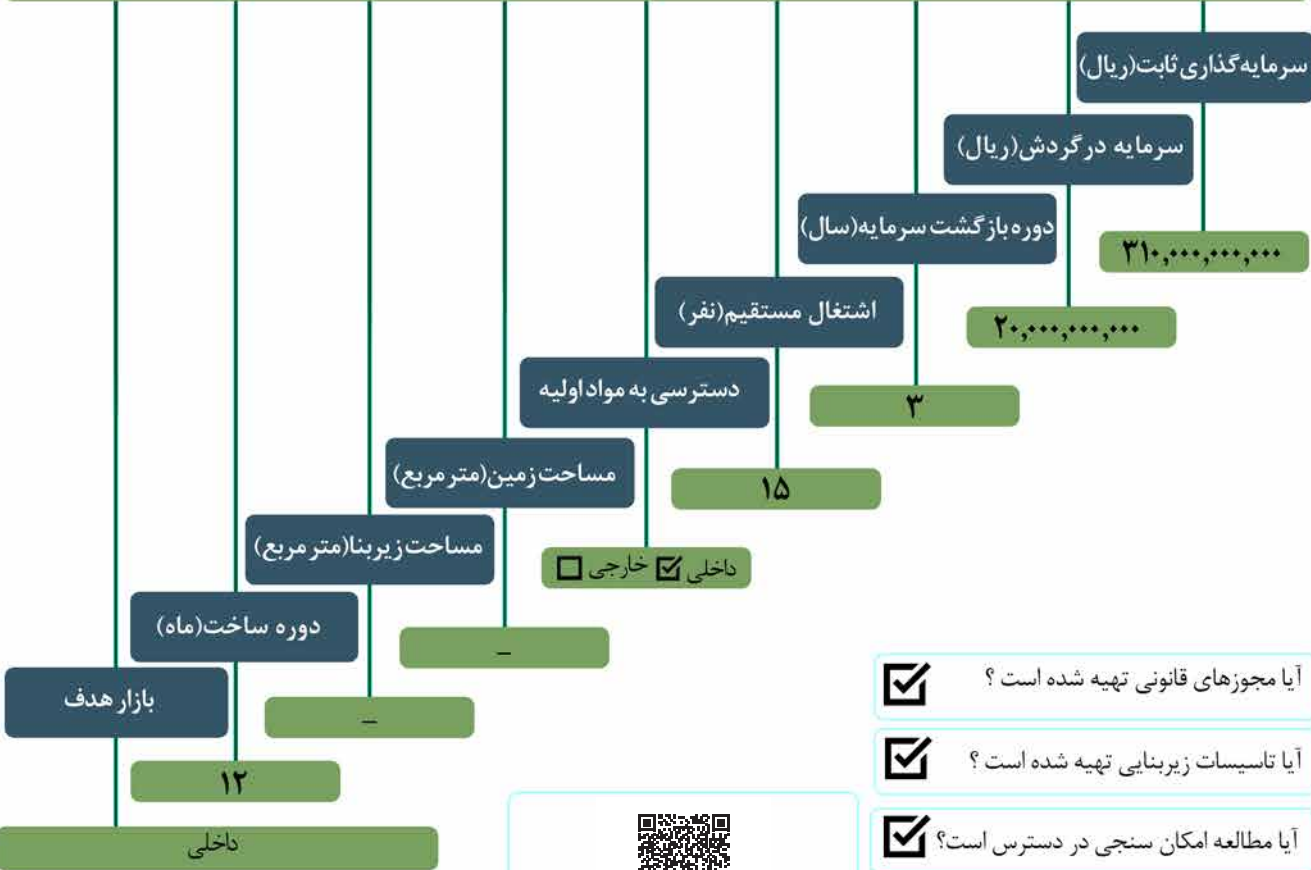 سرمایه‌گذاری ثابت(ریال)
۳۱۰,۰۰۰,۰۰۰,۰۰۰
سرمایه در گردش(ریال)
۲۰,۰۰۰,۰۰۰,۰۰۰
دوره بازگشت سرمایه(سال)
۳
اشتغال مستقیم(نفر)
۱۵
دسترسی به مواد اولیه
داخلی ☑ خارجی ☐
مساحت زمین(متر مربع)
_
مساحت زیربنا(متر مربع)
_
دوره ساخت(ماه)
۱۲
بازار هدف
داخلی
آیا مجوزهای قانونی تهیه شده است ؟ ☑
آیا تاسیسات زیربنایی تهیه شده است ؟ ☑
آیا مطالعه امکان سنجی در دسترس است؟ ☑